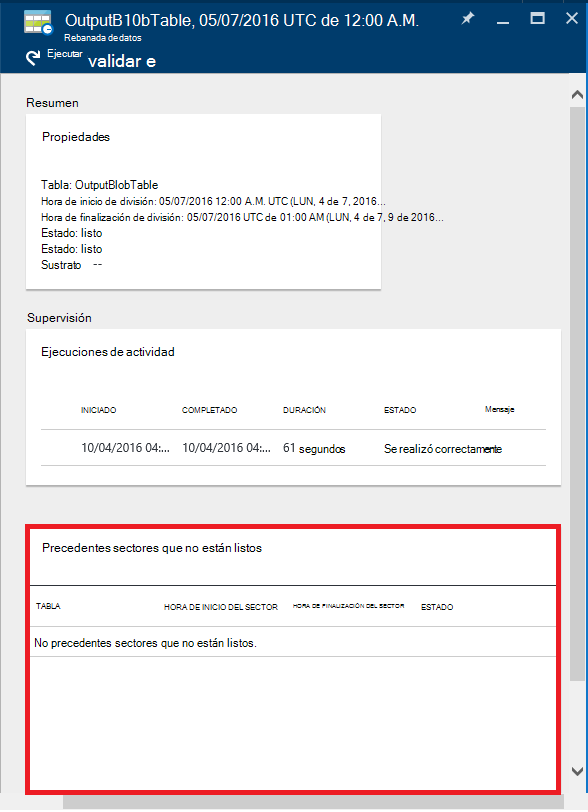 OutputB10bTable, 05/07/2016 UTC de 12:00 A.M.
Rebanada de datos
Ejecutar validar e
Resumen
Propiedades
Tabla: OutputBlobTable
Hora de inicio de división: 05/07/2016 12:00 A.M. UTC (LUN, 4 de 7, 2016...
Hora de finalización de división: 05/07/2016 UTC de 01:00 AM (LUN, 4 de 7, 9 de 2016...
Estado: listo
Estado: listo
Sustrato --
Supervisión
Ejecuciones de actividad
INICIADO COMPLETADO DURACIÓN ESTADO Mensaje
10/04/2016 04:... 10/04/2016 04:... 61 segundos Se realizó correctamente
Precedentes sectores que no están listos
TABLA HORA DE INICIO DEL SECTOR HORA DE FINALIZACIÓN DEL SECTOR ESTADO
No precedentes sectores que no están listos.